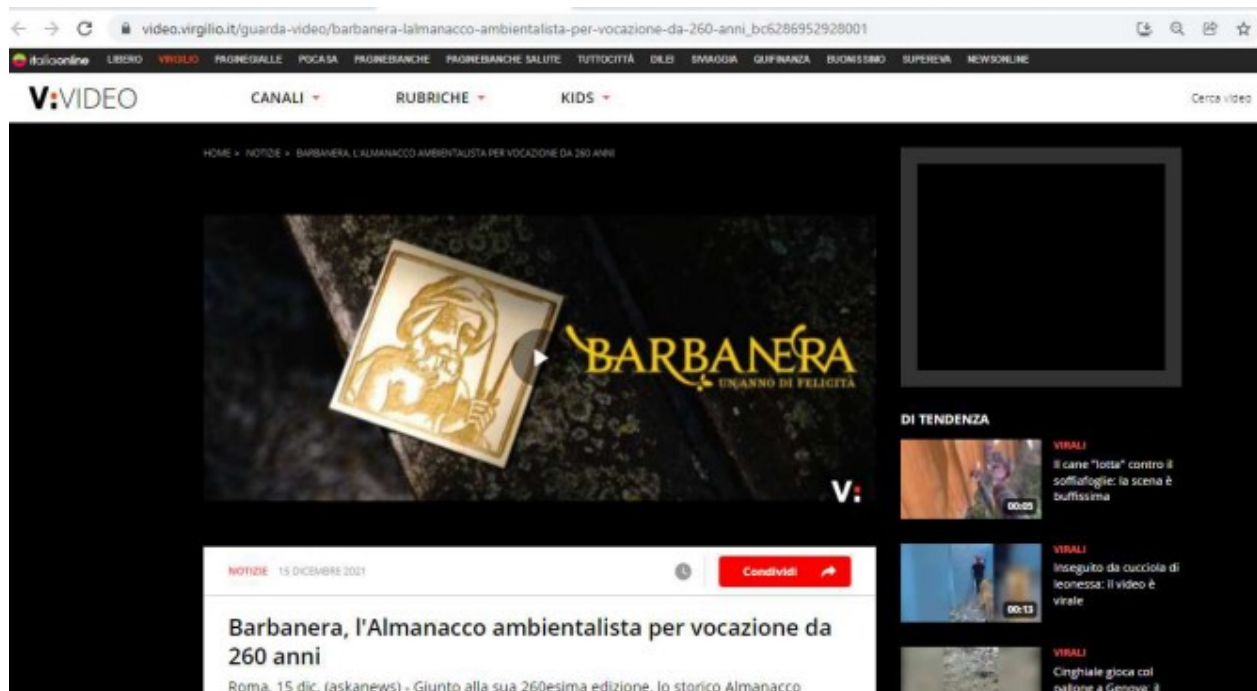 video.virgilio.it/guarda-video/barbanera-lalmanacco-ambientalista-per-vocazione-da-260-anni_bc6286952928001
italiaonline LIBERO VIRGILIO PAGINEGIALLE PGCASA PAGINEBIANCHE PAGINEBIANCHE SALUTE TUTTOCITTÀ DILEI SIVIAGGIA QUIFINANZA BUONISSIMO SUPEREVA NEWSONLINE
V:VIDEO CANALI RUBRICHE KIDS Cerca video
HOME > NOTIZIE > BARBANERA, L'ALMANACCO AMBIENTALISTA PER VOCAZIONE DA 260 ANNI
BARBANERA
UN ANNO DI FELICITÀ
V:
NOTIZIE 15 DICEMBRE 2021 Condividi
Barbanera, l'Almanacco ambientalista per vocazione da
260 anni
Roma, 15 dic. (askanews) - Giunto alla sua 260esima edizione, lo storico Almanacco
DI TENDENZA
VIRALI
Il cane "lotta" contro il
soffiafoglie: la scena è
buffissima
00:05
VIRALI
Inseguito da cucciola di
leonessa: il video è
virale
00:13
VIRALI
Cinghiale gioca col
pallone a Genova: il